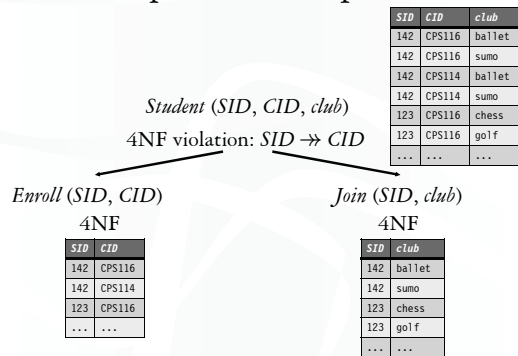 SID CID club
142 CPS116 ballet
142 CPS116 sumo
142 CPS114 ballet
142 CPS114 sumo
123 CPS116 chess
123 CPS116 golf
... ... ...
Student (SID, CID, club)
4NF violation: SID ↠ CID
Enroll (SID, CID)
4NF
SID CID
142 CPS116
142 CPS114
123 CPS116
... ...
Join (SID, club)
4NF
SID club
142 ballet
142 sumo
123 chess
123 golf
... ...